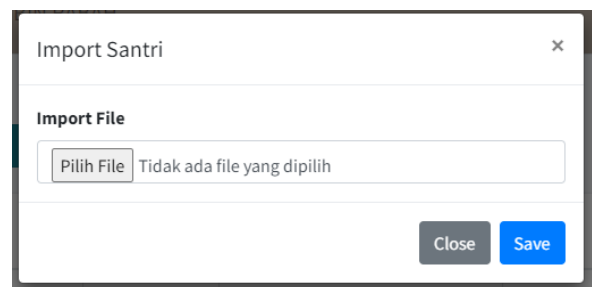 Import Santri ×
Import File
Pilih File Tidak ada file yang dipilih
Close Save